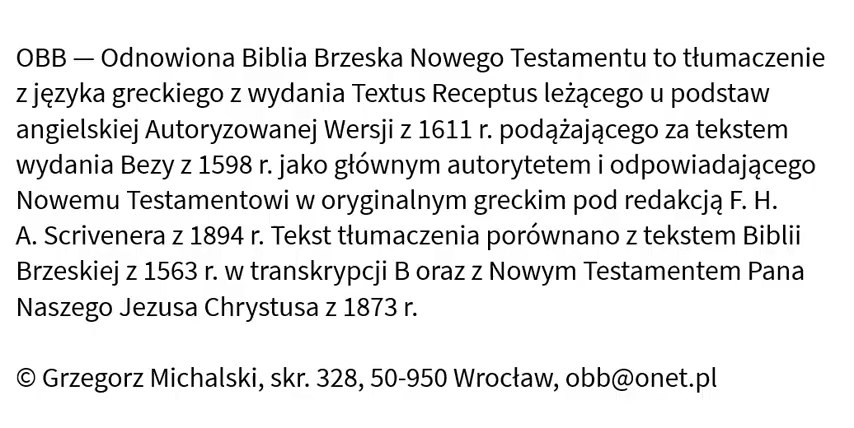 OBB — Odnowiona Biblia Brzeska Nowego Testamentu to tłumaczenie
z języka greckiego z wydania Textus Receptus leżącego u podstaw
angielskiej Autoryzowanej Wersji z 1611 r. podążającego za tekstem
wydania Bezy z 1598 r. jako głównym autorytetem i odpowiadającego
Nowemu Testamentowi w oryginalnym greckim pod redakcją F. H.
A. Scrivenera z 1894 r. Tekst tłumaczenia porównano z tekstem Biblii
Brzeskiej z 1563 r. w transkrypcji B oraz z Nowym Testamentem Pana
Naszego Jezusa Chrystusa z 1873 r.
© Grzegorz Michalski, skr. 328, 50-950 Wrocław, obb@onet.pl